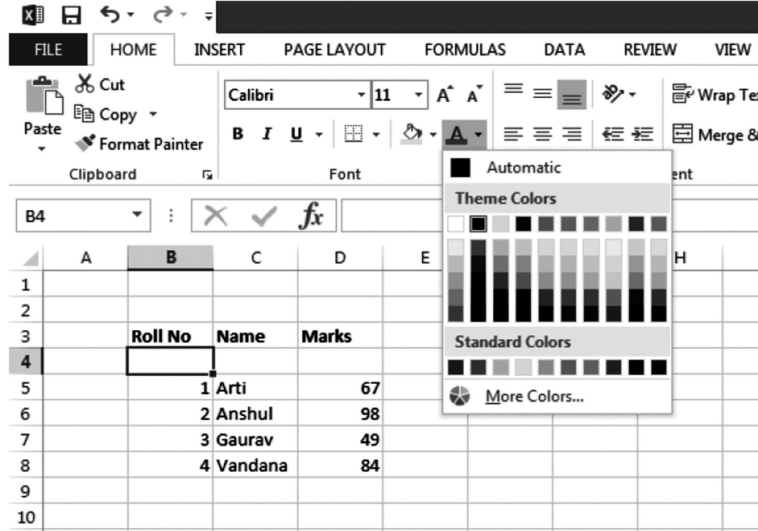 FILE HOME INSERT PAGE LAYOUT FORMULAS DATA REVIEW VIEW
Paste
Cut
Copy
Format Painter
Clipboard
Calibri 11 A A
B I U A
Font
Wrap Te
Merge &
ent
Automatic
Theme Colors
Standard Colors
More Colors...
B4 fx
A B C D E H
1
2
3 Roll No Name Marks
4
5 1 Arti 67
6 2 Anshul 98
7 3 Gaurav 49
8 4 Vandana 84
9
10